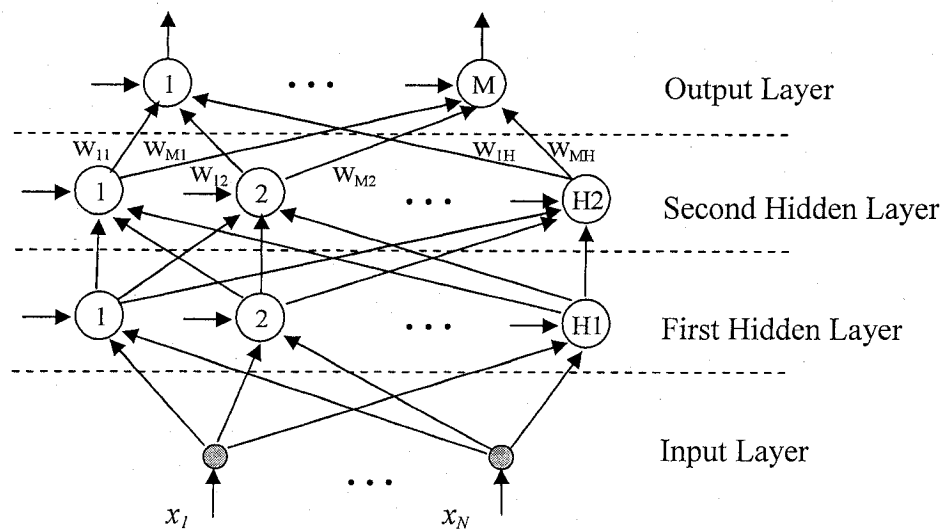 1 ... M Output Layer
w11 wM1 w12 wM2 w1H wMH
1 2 ... H2 Second Hidden Layer
1 2 ... H1 First Hidden Layer
... Input Layer
x1 xN